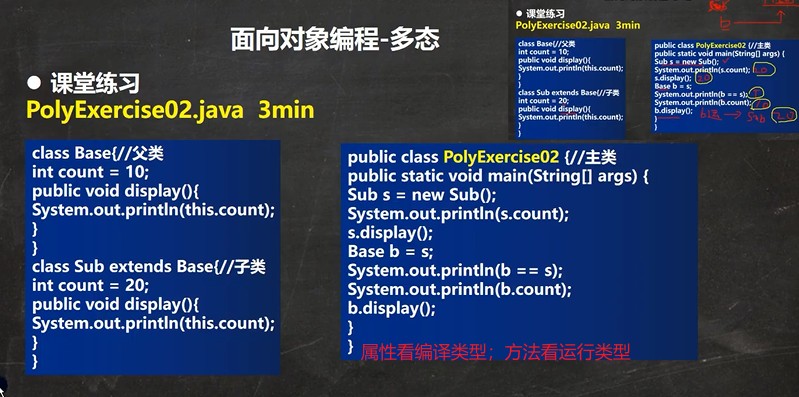 面向对象编程-多态
● 课堂练习
PolyExercise02.java 3min
class Base{//父类
int count = 10;
public void display(){
System.out.println(this.count);
}
}
class Sub extends Base{//子类
int count = 20;
public void display(){
System.out.println(this.count);
}
}
public class PolyExercise02 {//主类
public static void main(String[] args) {
Sub s = new Sub();
System.out.println(s.count);
s.display();
Base b = s;
System.out.println(b == s);
System.out.println(b.count);
b.display();
}
}
属性看编译类型；方法看运行类型
● 课堂练习
PolyExercise02.java 3min
class Base{//父类
int count = 10;
public void display(){
System.out.println(this.count);
}
}
class Sub extends Base{//子类
int count = 20;
public void display(){
System.out.println(this.count);
}
}
public class PolyExercise02 {//主类
public static void main(String[] args) {
Sub s = new Sub();
System.out.println(s.count);
s.display();
Base b = s;
System.out.println(b == s);
System.out.println(b.count);
b.display();
}
}